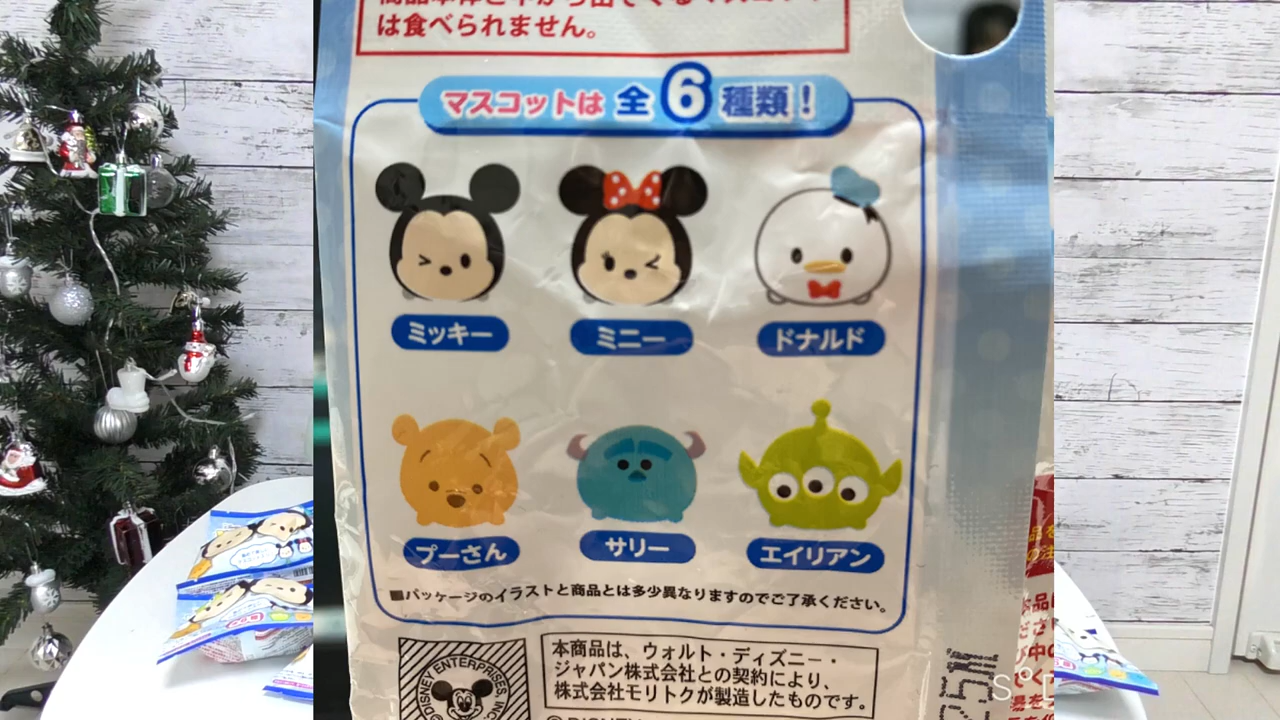 は食べられません。
マスコットは 全6種類！
ミッキー
ミニー
ドナルド
プーさん
サリー
エイリアン
■パッケージのイラストと商品とは多少異なりますのでご了承ください。
DISNEY ENTERPRISES, INC.
本商品は、ウォルト・ディズニー・
ジャパン株式会社との契約により、
株式会社モリトクが製造したものです。